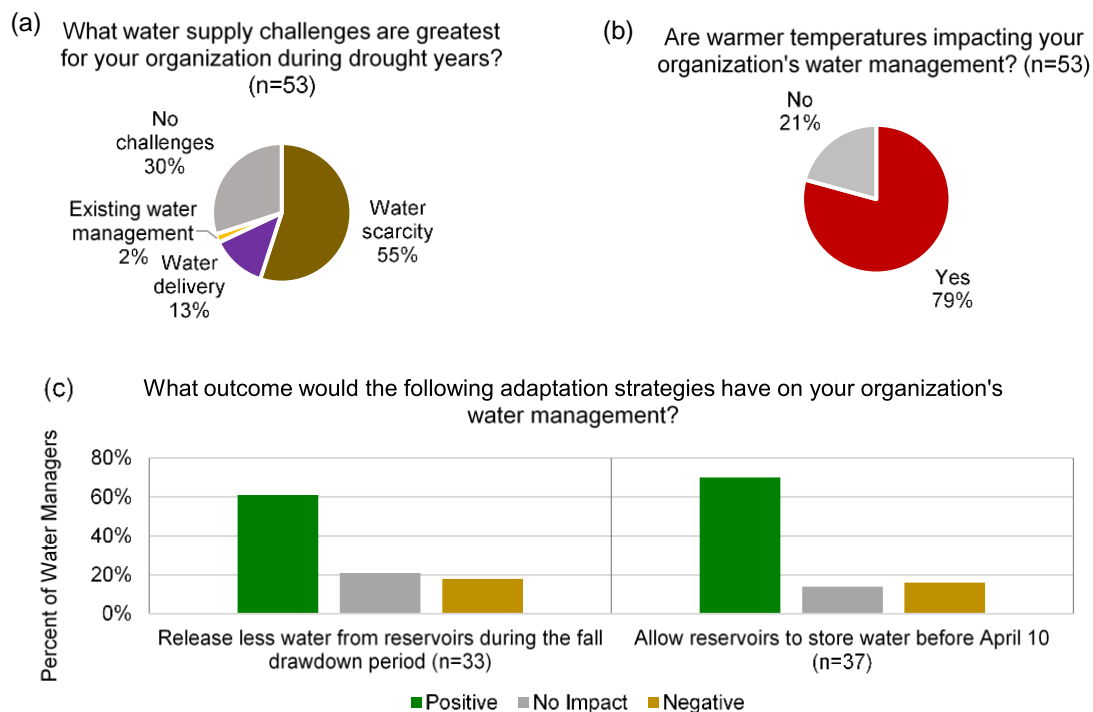 (a)
What water supply challenges are greatest
for your organization during drought years?
(n=53)
No
challenges
30%
Existing water
management
2%
Water
delivery
13%
Water
scarcity
55%
(b)
Are warmer temperatures impacting your
organization's water management? (n=53)
No
21%
Yes
79%
(c)
What outcome would the following adaptation strategies have on your organization's
water management?
Percent of Water Managers
80%
60%
40%
20%
0%
Release less water from reservoirs during the fall
drawdown period (n=33)
Allow reservoirs to store water before April 10
(n=37)
Positive
No Impact
Negative